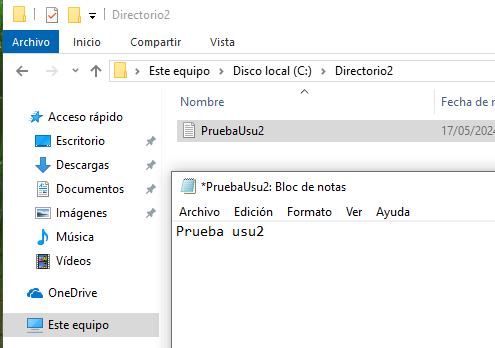 Directorio2
Archivo Inicio Compartir Vista
Este equipo Disco local (C:) Directorio2
Nombre Fecha de
Acceso rápido
Escritorio
Descargas
Documentos
Imágenes
Música
Vídeos
OneDrive
Este equipo
PruebaUsu2 17/05/2024
*PruebaUsu2: Bloc de notas
Archivo Edición Formato Ver Ayuda
Prueba usu2